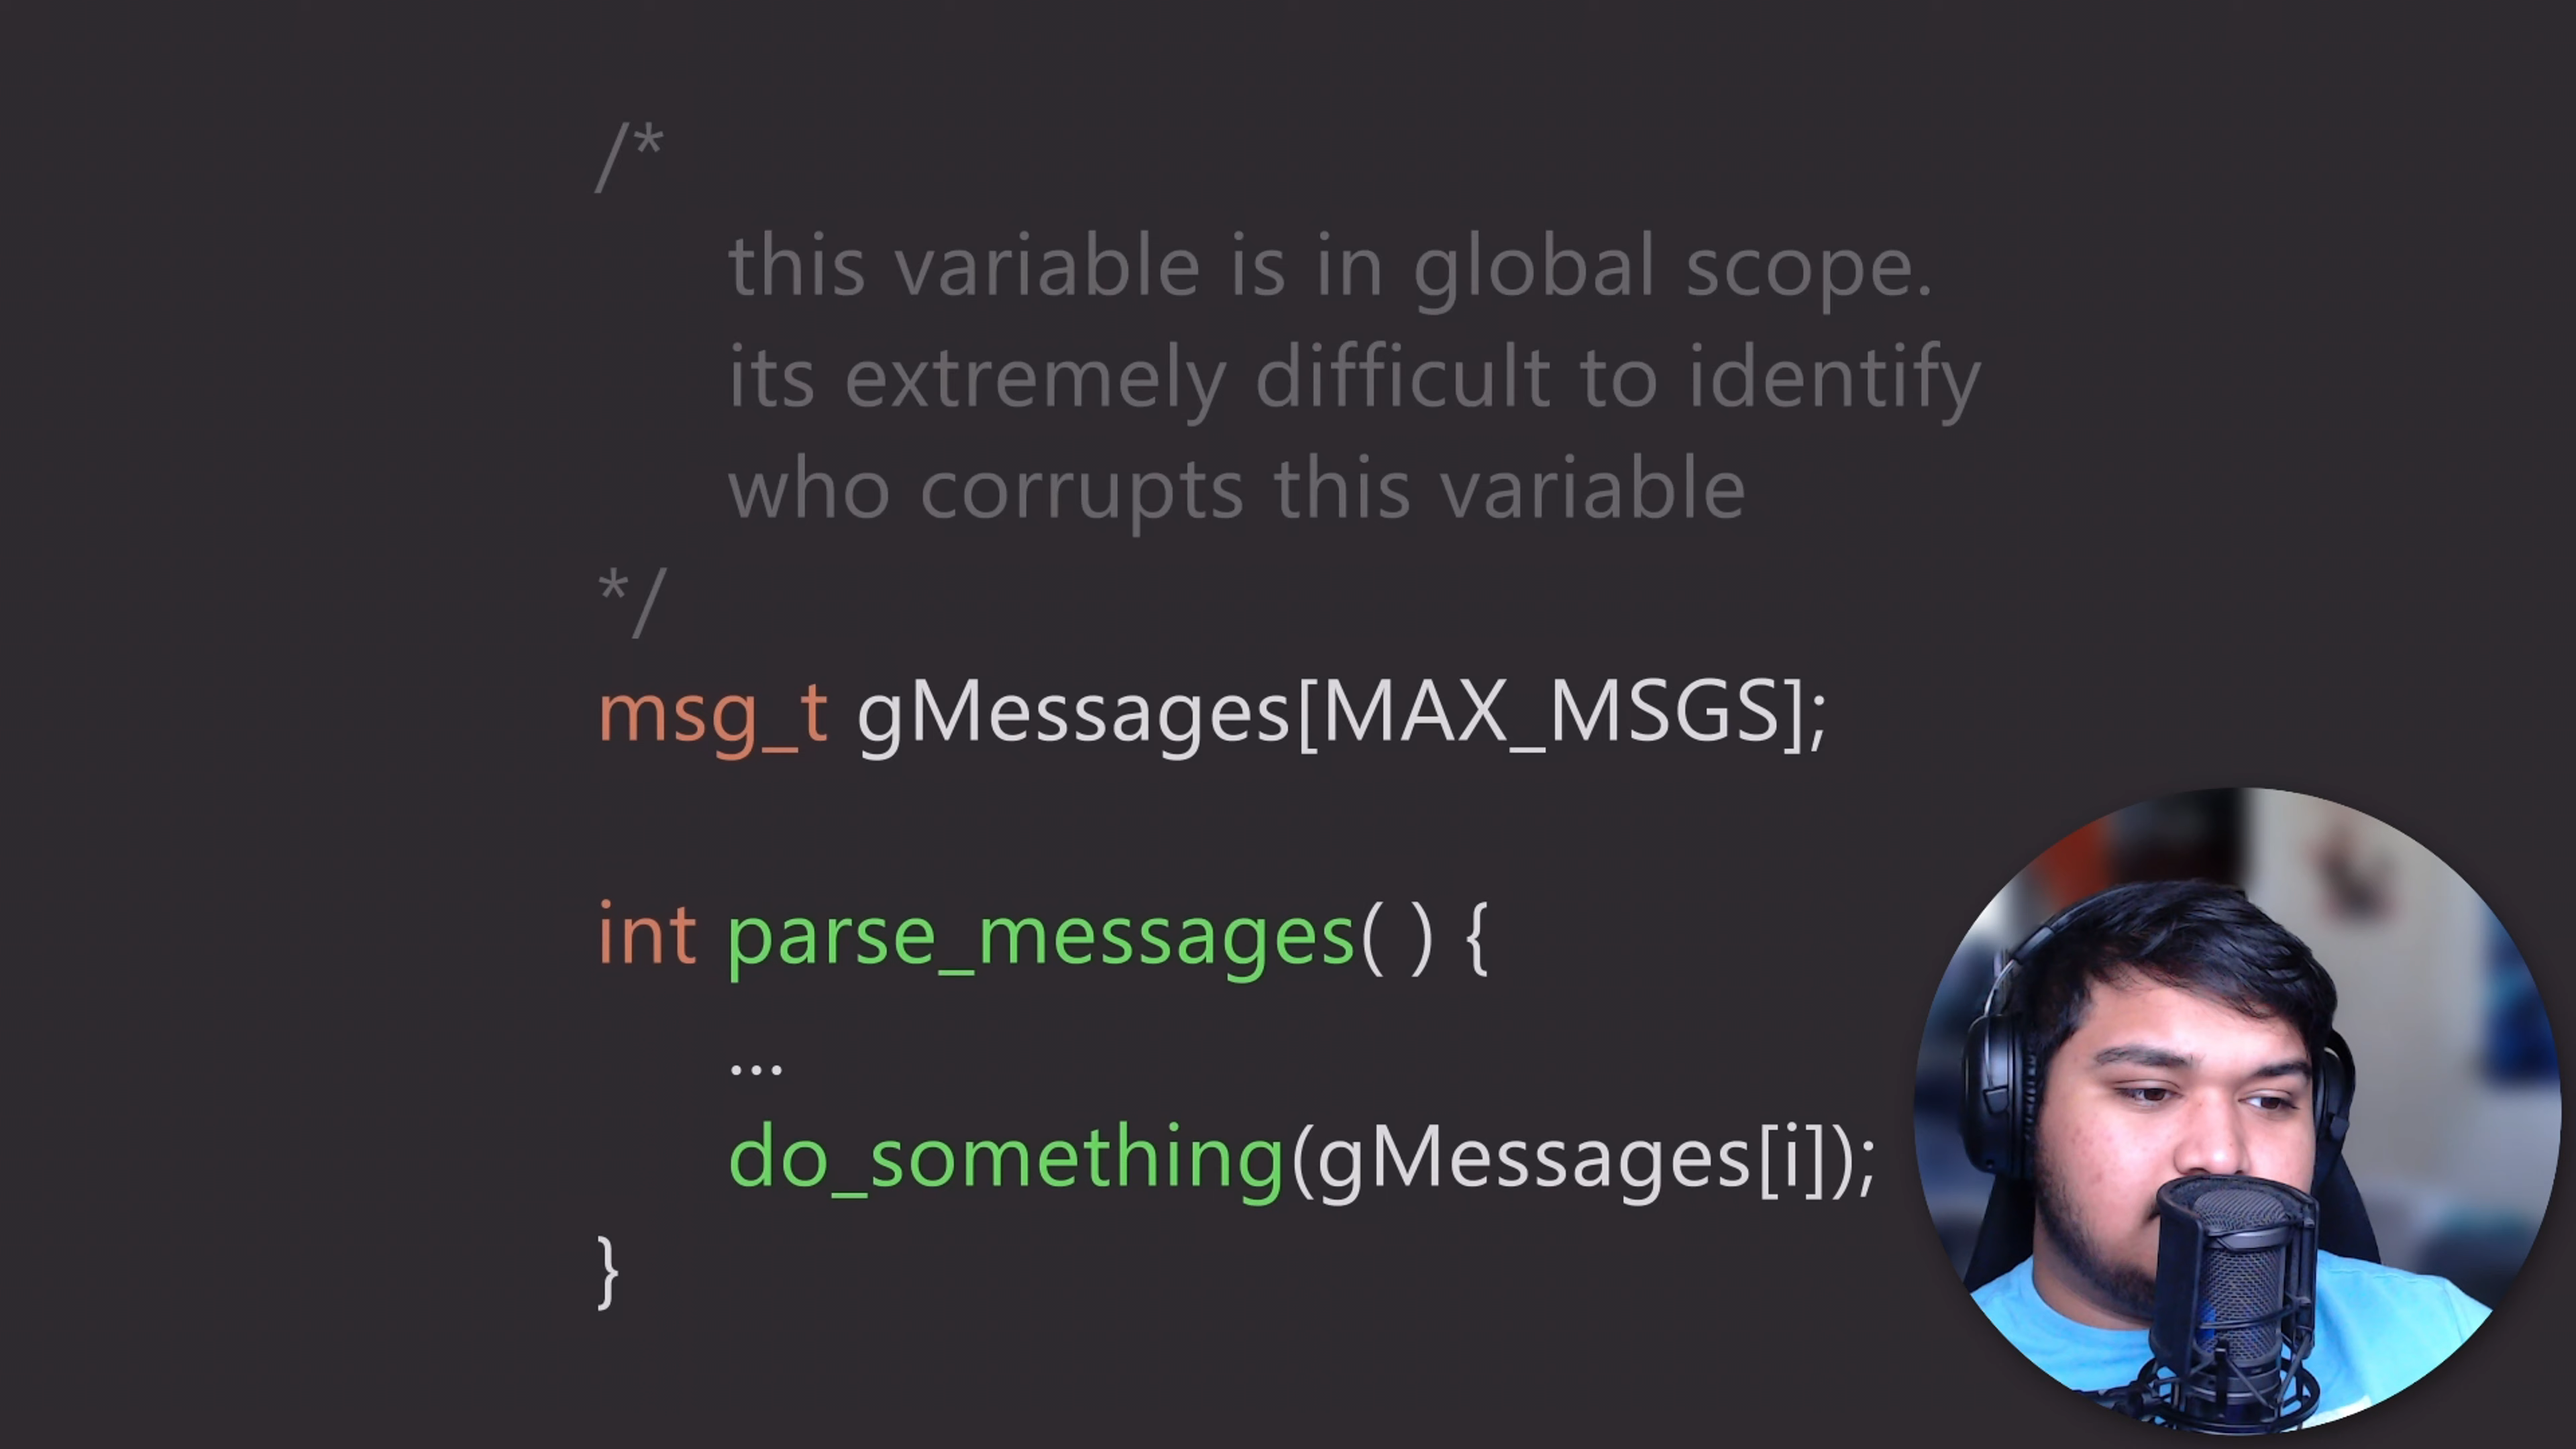 /*
this variable is in global scope.
its extremely difficult to identify
who corrupts this variable
*/
msg_t gMessages[MAX_MSGS];
int parse_messages( ) {
...
do_something(gMessages[i]);
}